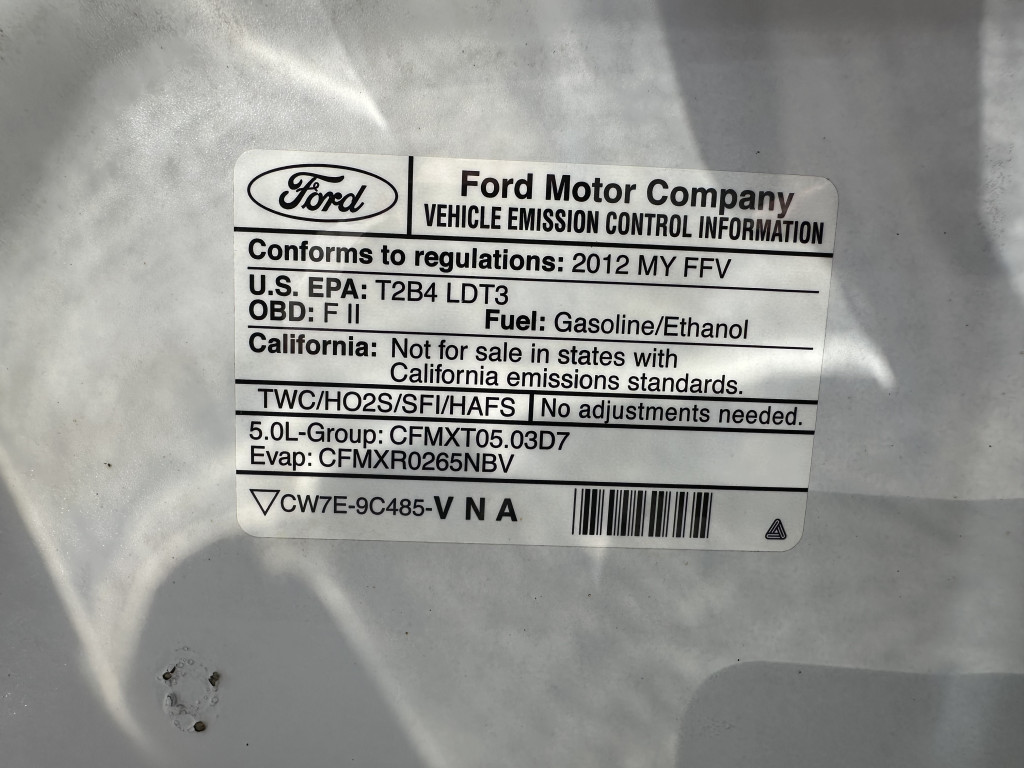 Ford
Ford Motor Company
VEHICLE EMISSION CONTROL INFORMATION
Conforms to regulations: 2012 MY FFV
U.S. EPA: T2B4 LDT3
OBD: F II Fuel: Gasoline/Ethanol
California: Not for sale in states with
California emissions standards.
TWC/HO2S/SFI/HAFS No adjustments needed.
5.0L-Group: CFMXT05.03D7
Evap: CFMXR0265NBV
CW7E-9C485-V N A